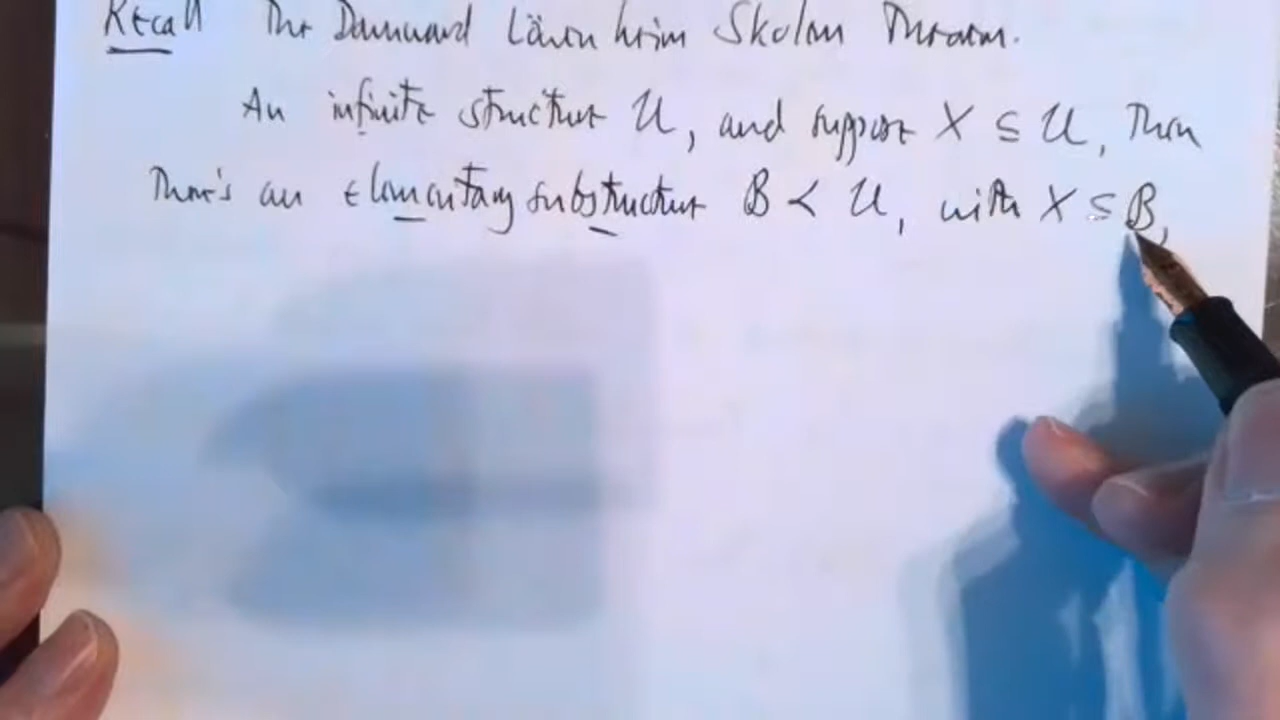 Recall The Downward Löwenheim Skolem Theorem.
An infinite structure 𝔘, and suppose X ⊆ 𝔘, Then
There's an elementary substructure 𝔅 ≺ 𝔘, with X ⊆ 𝔅,